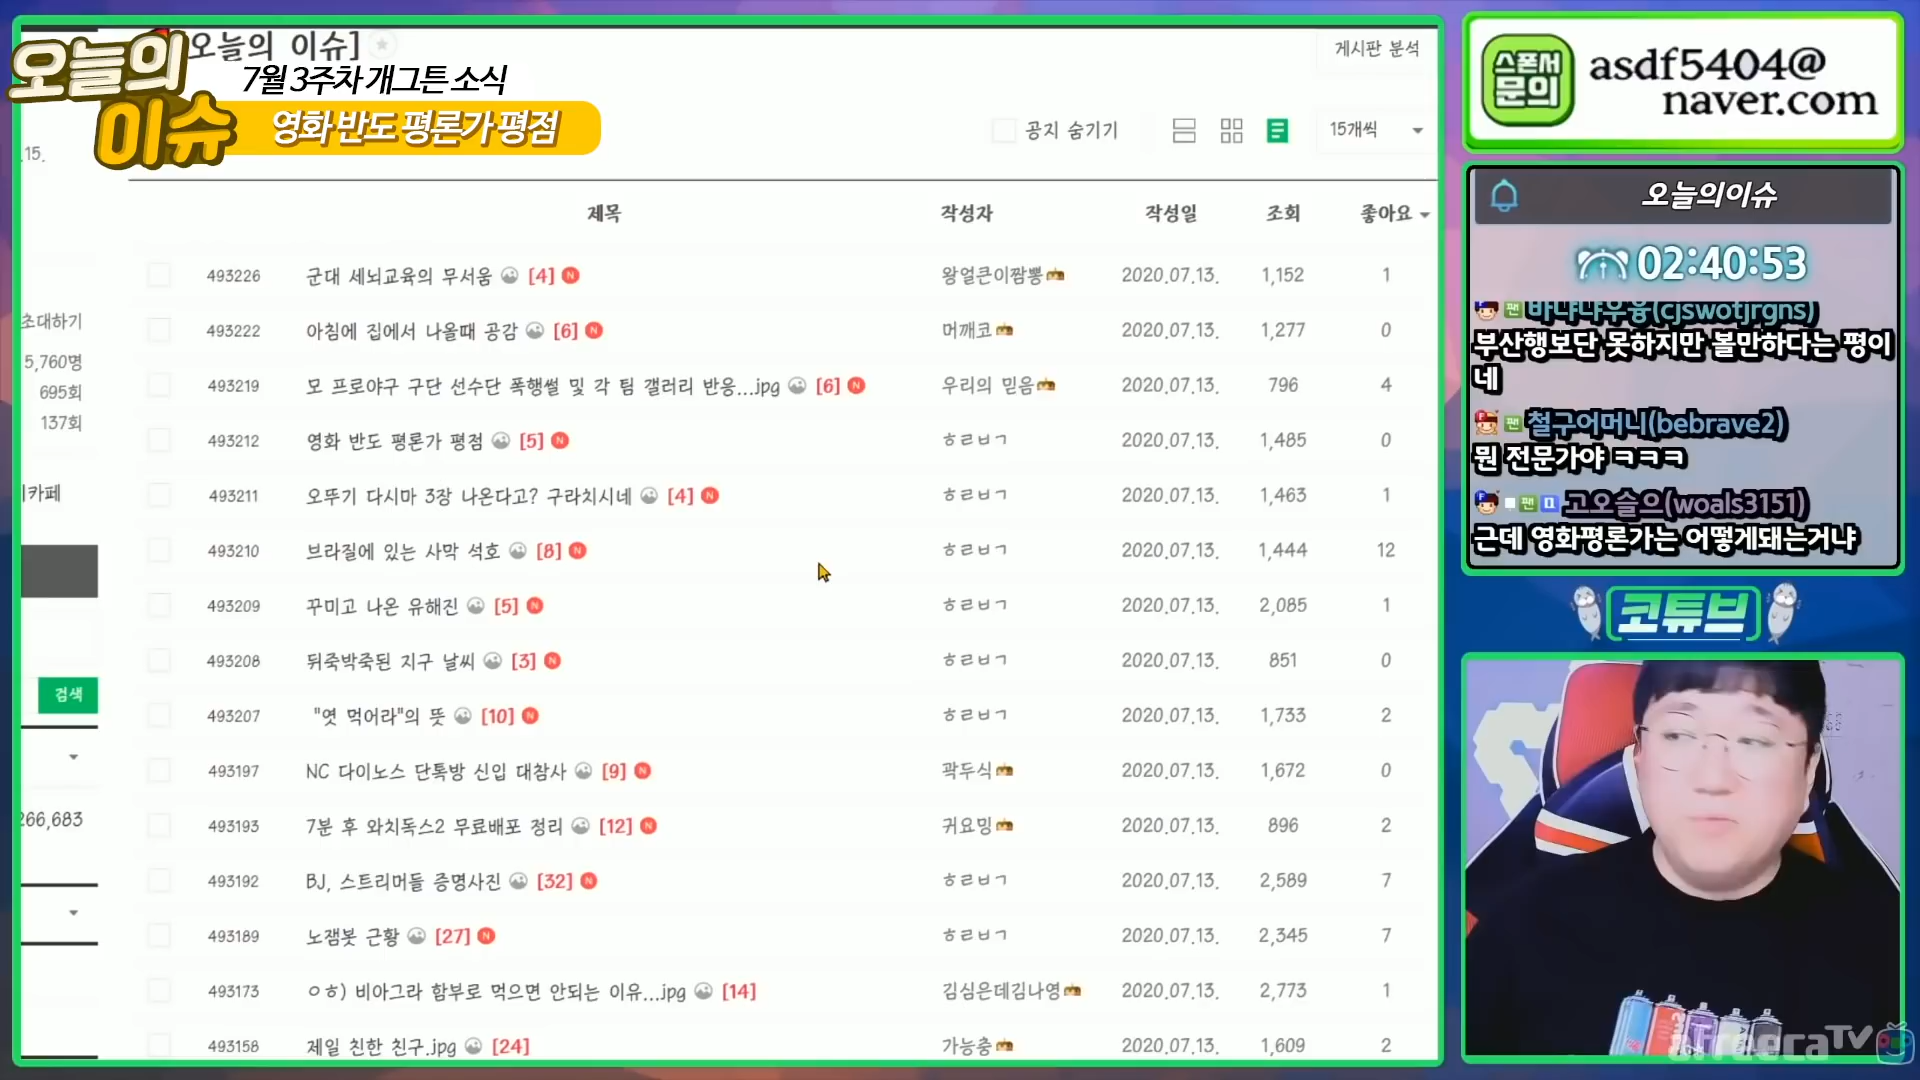 오늘의 이슈]
오늘의
이슈
7월 3주차 개그튼 소식
영화 반도 평론가 평점
게시판 분석
공지 숨기기
15개씩
.15.
초대하기
5,760명
695회
137회
카페
검색
266,683
제목 작성자 작성일 조회 좋아요
493226 군대 세뇌교육의 무서움 [4] N 왕얼큰이짬뽕 2020.07.13. 1,152 1
493222 아침에 집에서 나올때 공감 [6] N 머깨코 2020.07.13. 1,277 0
493219 모 프로야구 구단 선수단 폭행썰 및 각 팀 갤러리 반응...jpg [6] N 우리의 믿음 2020.07.13. 796 4
493212 영화 반도 평론가 평점 [5] N ㅎㄹㅂㄱ 2020.07.13. 1,485 0
493211 오뚜기 다시마 3장 나온다고? 구라치시네 [4] N ㅎㄹㅂㄱ 2020.07.13. 1,463 1
493210 브라질에 있는 사막 석호 [8] N ㅎㄹㅂㄱ 2020.07.13. 1,444 12
493209 꾸미고 나온 유해진 [5] N ㅎㄹㅂㄱ 2020.07.13. 2,085 1
493208 뒤죽박죽된 지구 날씨 [3] N ㅎㄹㅂㄱ 2020.07.13. 851 0
493207 "엿 먹어라"의 뜻 [10] N ㅎㄹㅂㄱ 2020.07.13. 1,733 2
493197 NC 다이노스 단톡방 신입 대참사 [9] N 곽두식 2020.07.13. 1,672 0
493193 7분 후 와치독스2 무료배포 정리 [12] N 귀요밍 2020.07.13. 896 2
493192 BJ, 스트리머들 증명사진 [32] N ㅎㄹㅂㄱ 2020.07.13. 2,589 7
493189 노잼봇 근황 [27] N ㅎㄹㅂㄱ 2020.07.13. 2,345 7
493173 ㅇㅎ) 비아그라 함부로 먹으면 안되는 이유...jpg [14] 김심은데김나영 2020.07.13. 2,773 1
493158 제일 친한 친구.jpg [24] 가능충 2020.07.13. 1,609 2
스폰서
문의
asdf5404@
naver.com
오늘의이슈
02:40:53
바나나우융(cjswotjrgns)
부산행보단 못하지만 볼만하다는 평이
네
철구어머니(bebrave2)
뭔 전문가야 ㅋㅋㅋ
고오슬으(woals3151)
근데 영화평론가는 어떻게돼는거냐
코튜브
afreecaTV